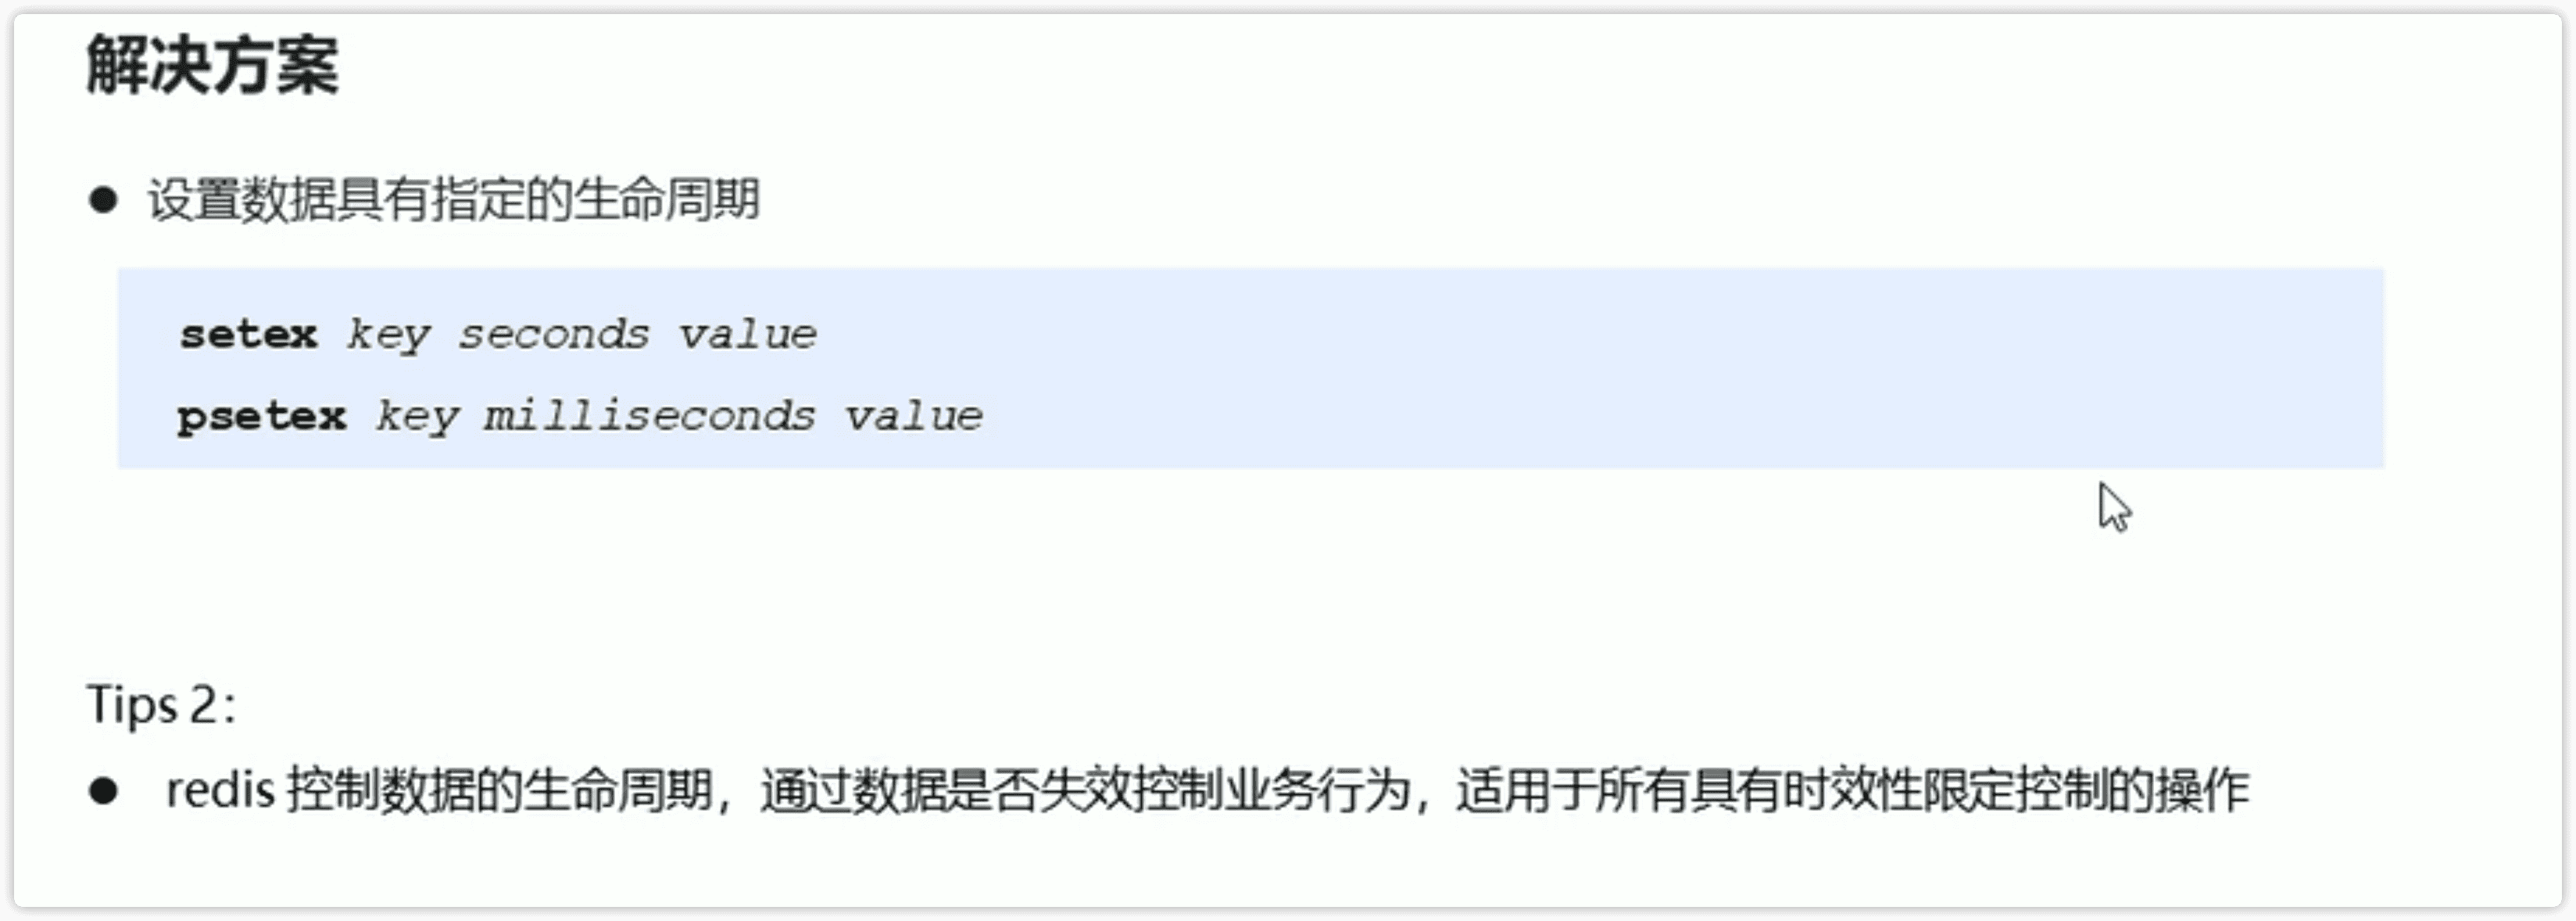 解决方案
● 设置数据具有指定的生命周期
setex key seconds value
psetex key milliseconds value
Tips 2：
● redis 控制数据的生命周期，通过数据是否失效控制业务行为，适用于所有具有时效性限定控制的操作